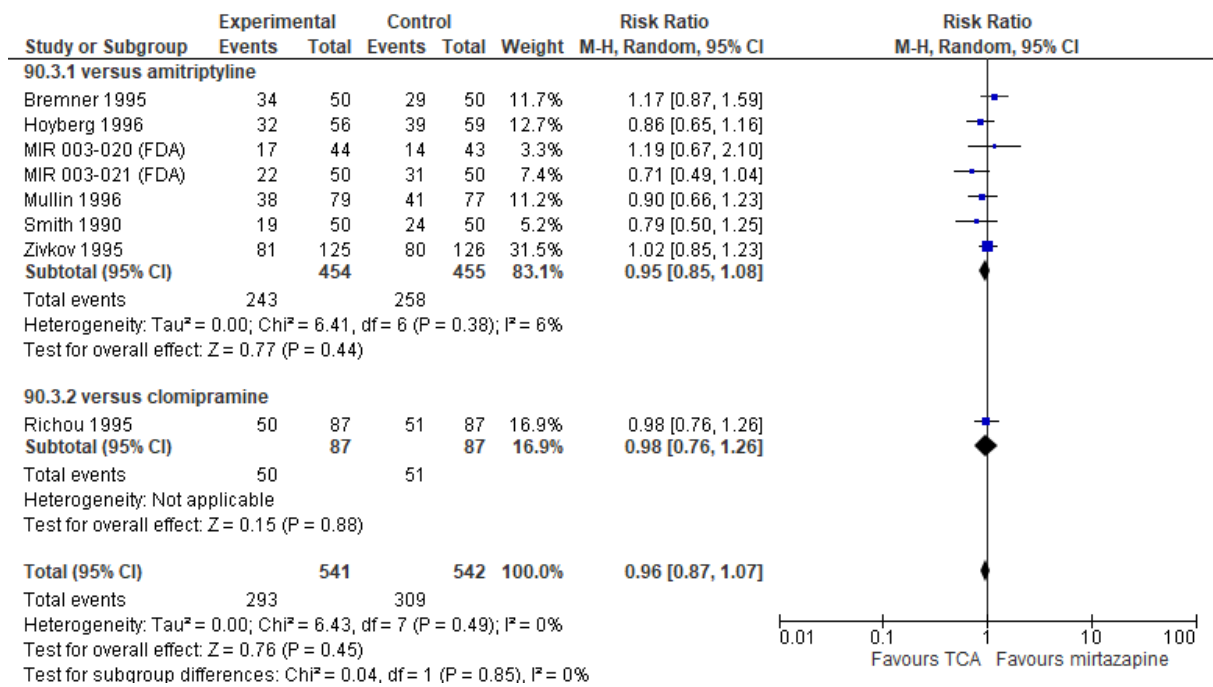 Experimental Control Risk Ratio Risk Ratio
Study or Subgroup Events Total Events Total Weight M-H, Random, 95% CI M-H, Random, 95% CI
90.3.1 versus amitriptyline
Bremner 1995 34 50 29 50 11.7% 1.17 [0.87, 1.59]
Hoyberg 1996 32 56 39 59 12.7% 0.86 [0.65, 1.16]
MIR 003-020 (FDA) 17 44 14 43 3.3% 1.19 [0.67, 2.10]
MIR 003-021 (FDA) 22 50 31 50 7.4% 0.71 [0.49, 1.04]
Mullin 1996 38 79 41 77 11.2% 0.90 [0.66, 1.23]
Smith 1990 19 50 24 50 5.2% 0.79 [0.50, 1.25]
Zivkov 1995 81 125 80 126 31.5% 1.02 [0.85, 1.23]
Subtotal (95% CI) 454 455 83.1% 0.95 [0.85, 1.08]
Total events 243 258
Heterogeneity: Tau² = 0.00; Chi² = 6.41, df = 6 (P = 0.38); I² = 6%
Test for overall effect: Z = 0.77 (P = 0.44)
90.3.2 versus clomipramine
Richou 1995 50 87 51 87 16.9% 0.98 [0.76, 1.26]
Subtotal (95% CI) 87 87 16.9% 0.98 [0.76, 1.26]
Total events 50 51
Heterogeneity: Not applicable
Test for overall effect: Z = 0.15 (P = 0.88)
Total (95% CI) 541 542 100.0% 0.96 [0.87, 1.07]
Total events 293 309
Heterogeneity: Tau² = 0.00; Chi² = 6.43, df = 7 (P = 0.49); I² = 0%
Test for overall effect: Z = 0.76 (P = 0.45)
Test for subgroup differences: Chi² = 0.04, df = 1 (P = 0.85), I² = 0%
0.01 0.1 1 10 100
Favours TCA Favours mirtazapine